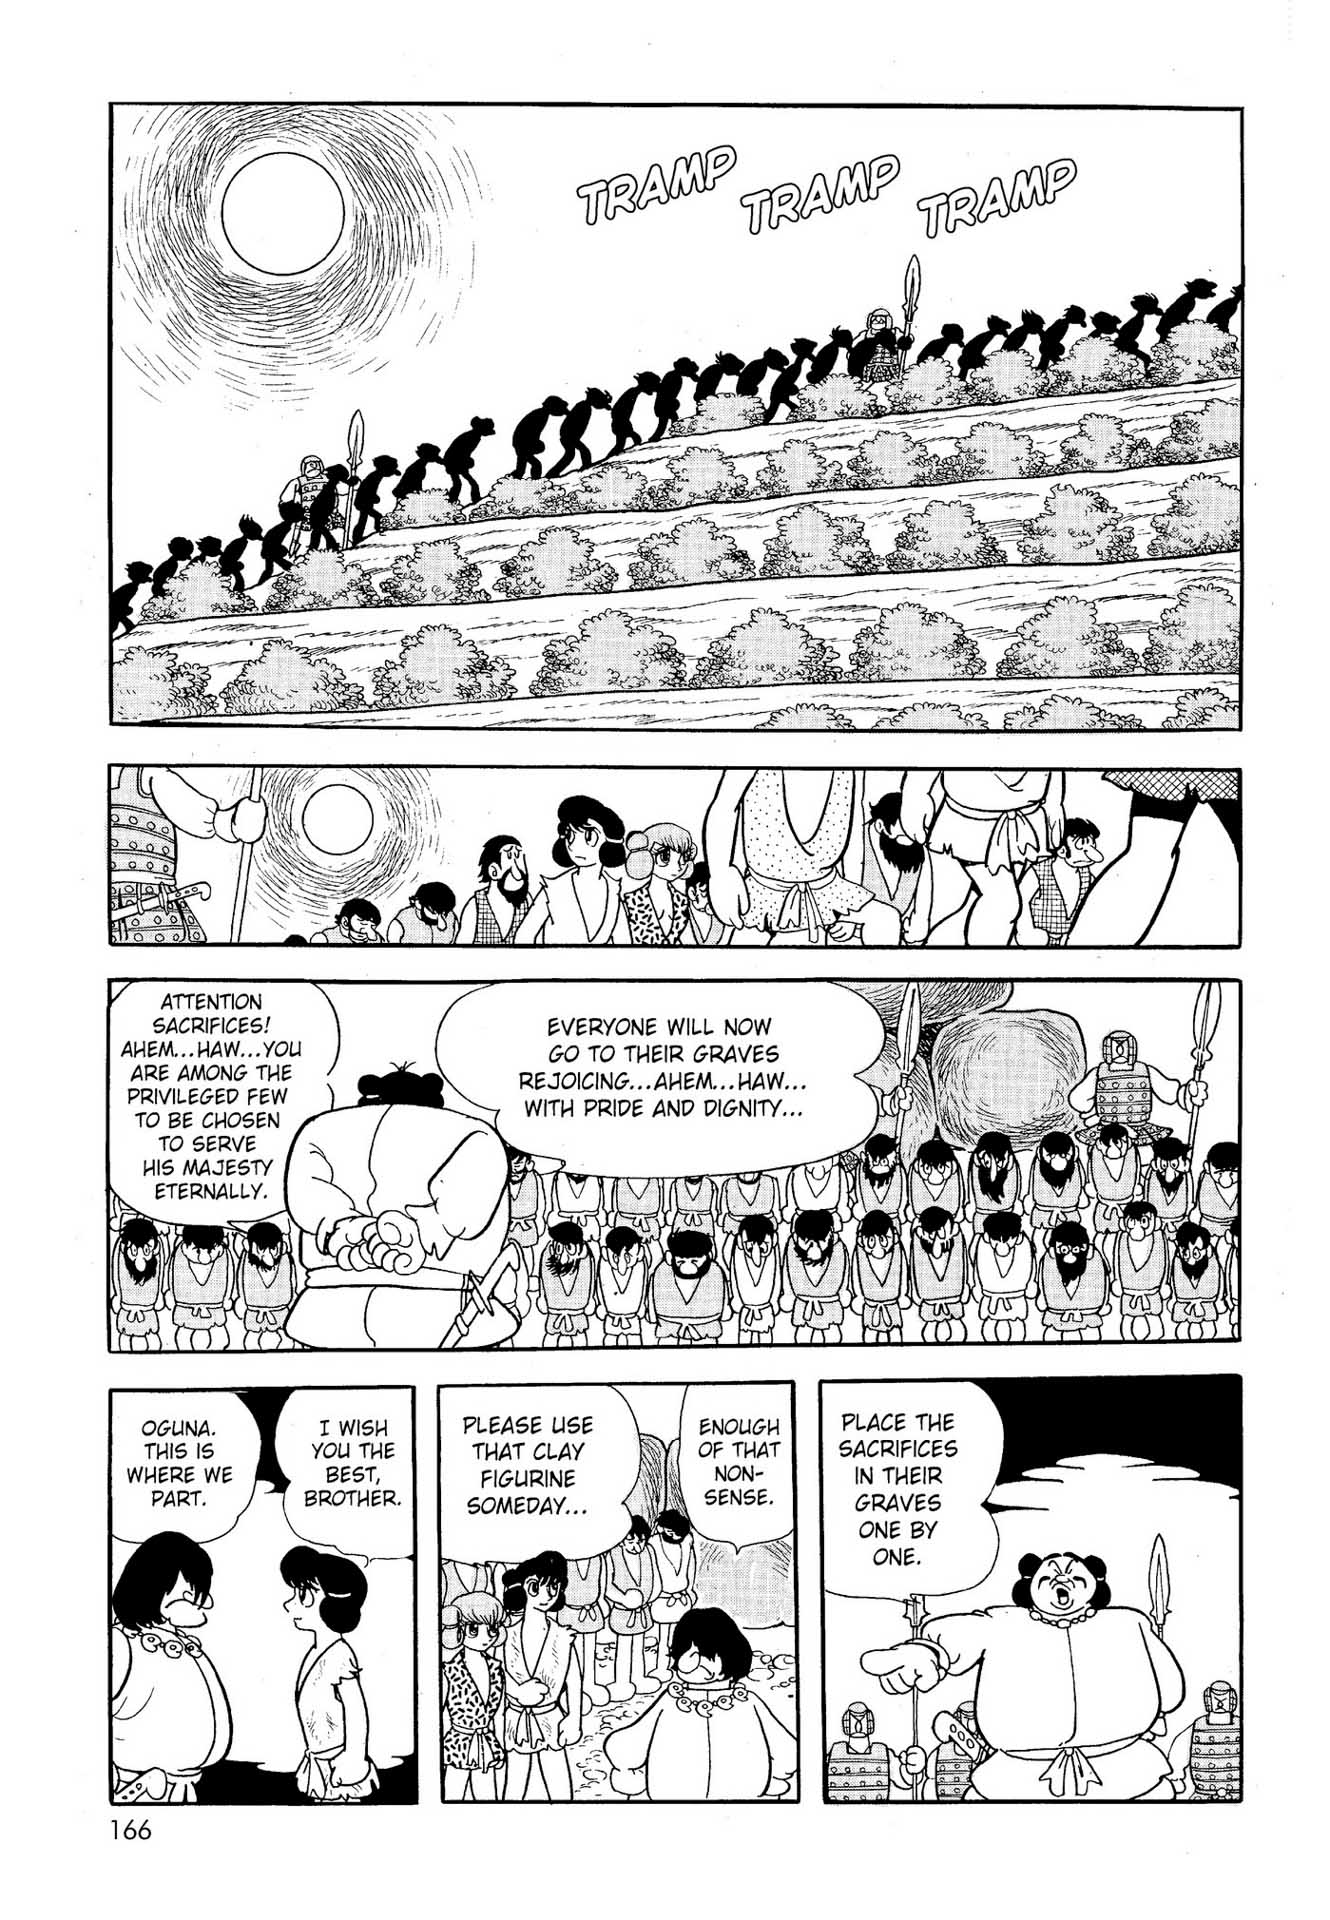 TRAMP
TRAMP
TRAMP
ATTENTION
SACRIFICES!
AHEM...HAW...YOU
ARE AMONG THE
PRIVILEGED FEW
TO BE CHOSEN
TO SERVE
HIS MAJESTY
ETERNALLY.
EVERYONE WILL NOW
GO TO THEIR GRAVES
REJOICING...AHEM...HAW...
WITH PRIDE AND DIGNITY...
OGUNA.
THIS IS
WHERE WE
PART.
I WISH
YOU THE
BEST,
BROTHER.
PLEASE USE
THAT CLAY
FIGURINE
SOMEDAY...
ENOUGH
OF THAT
NON-
SENSE.
PLACE THE
SACRIFICES
IN THEIR
GRAVES
ONE BY
ONE.
166